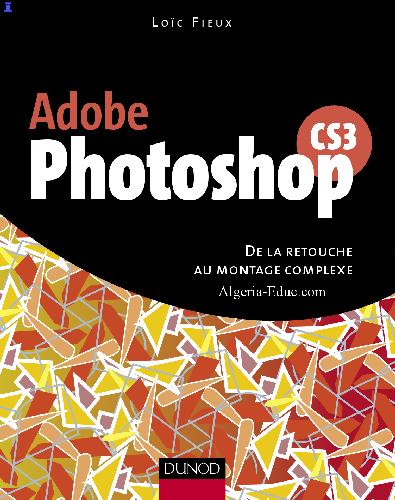 Loïc Fieux
Adobe
CS3
Photoshop
De la retouche
au montage complexe
Algeria-Educ.com
DUNOD